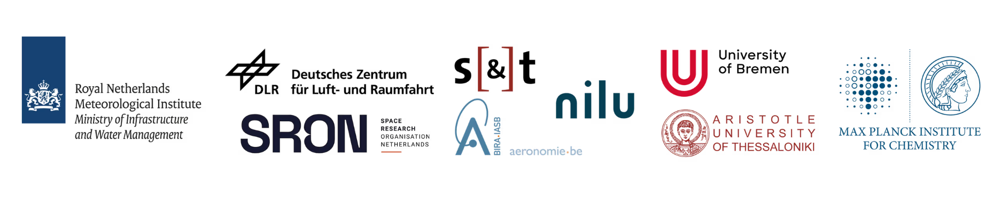 Royal Netherlands
Meteorological Institute
Ministry of Infrastructure
and Water Management
DLR
Deutsches Zentrum
für Luft- und Raumfahrt
SRON
SPACE
RESEARCH
ORGANISATION
NETHERLANDS
s[&]t
BIRA•IASB
aeronomie•be
nilu
University
of Bremen
ARISTOTLE
UNIVERSITY
OF THESSALONIKI
MAX PLANCK INSTITUTE
FOR CHEMISTRY